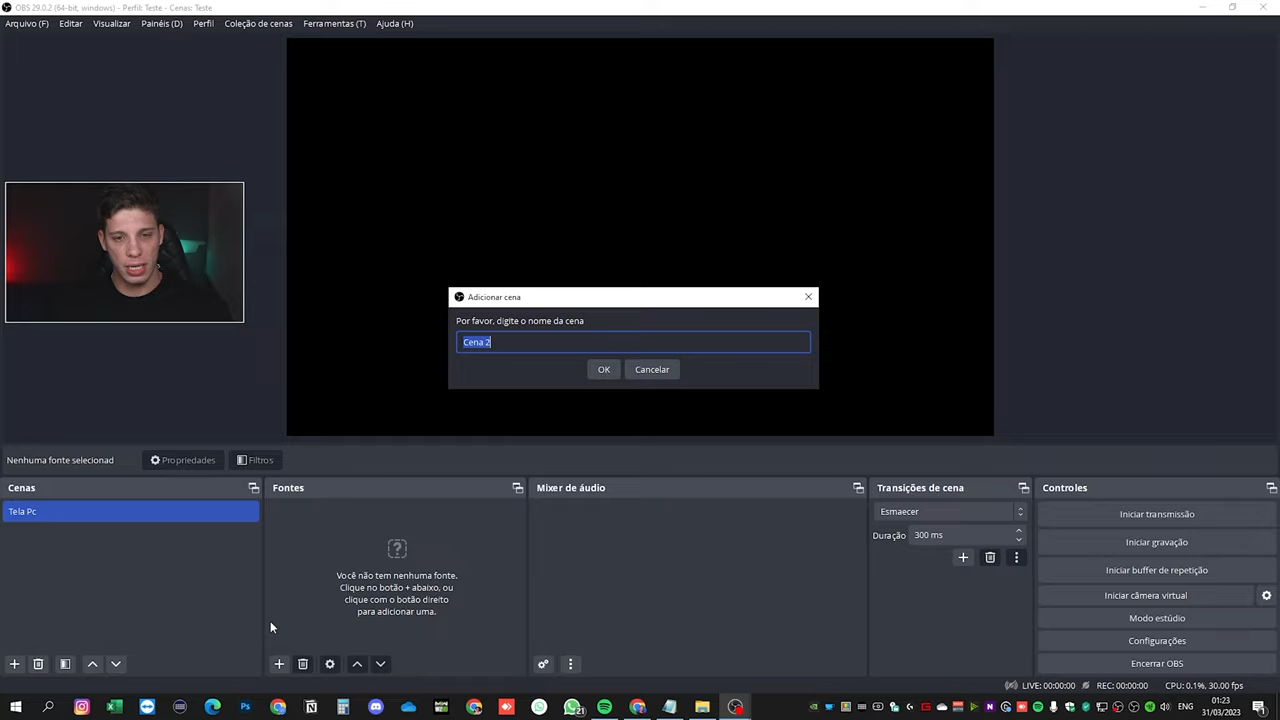 OBS 29.0.2 (64-bit, windows) - Perfil: Teste - Cenas: Teste
Arquivo (F) Editar Visualizar Painéis (D) Perfil Coleção de cenas Ferramentas (T) Ajuda (H)
Adicionar cena
Por favor, digite o nome da cena
Cena 2
OK Cancelar
Nenhuma fonte selecionad Propriedades Filtros
Cenas
Tela Pc
Fontes
Você não tem nenhuma fonte.
Clique no botão + abaixo, ou
clique com o botão direito
para adicionar uma.
Mixer de áudio
Transições de cena
Esmaecer
Duração 300 ms
Controles
Iniciar transmissão
Iniciar gravação
Iniciar buffer de repetição
Iniciar câmera virtual
Modo estúdio
Configurações
Encerrar OBS
LIVE: 00:00:00 REC: 00:00:00 CPU: 0.1%, 30.00 fps
ENG
01:23
31/03/2023